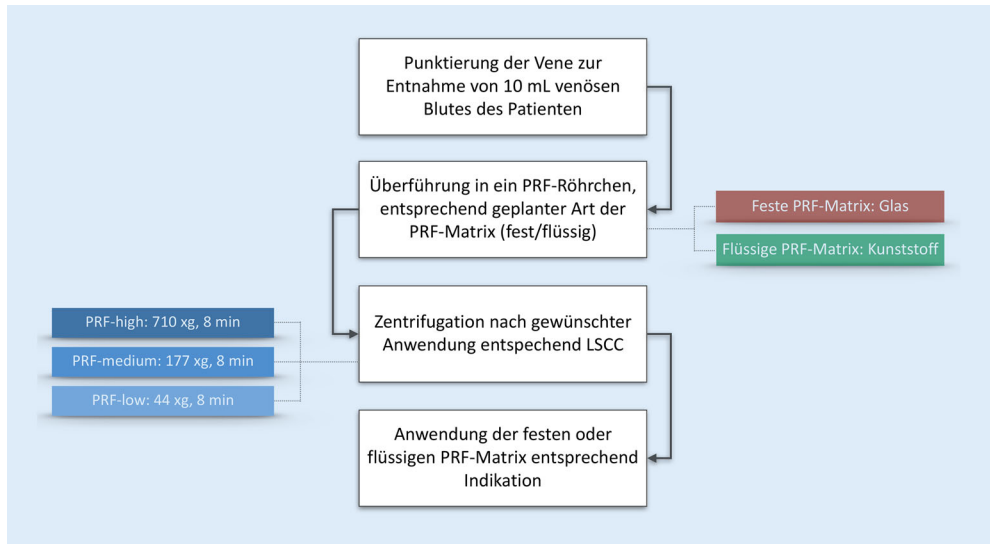 Punktierung der Vene zur
Entnahme von 10 mL venösen
Blutes des Patienten
Überführung in ein PRF-Röhrchen,
entsprechend geplanter Art der
PRF-Matrix (fest/flüssig)
Feste PRF-Matrix: Glas
Flüssige PRF-Matrix: Kunststoff
Zentrifugation nach gewünschter
Anwendung entspechend LSCC
PRF-high: 710 xg, 8 min
PRF-medium: 177 xg, 8 min
PRF-low: 44 xg, 8 min
Anwendung der festen oder
flüssigen PRF-Matrix entsprechend
Indikation